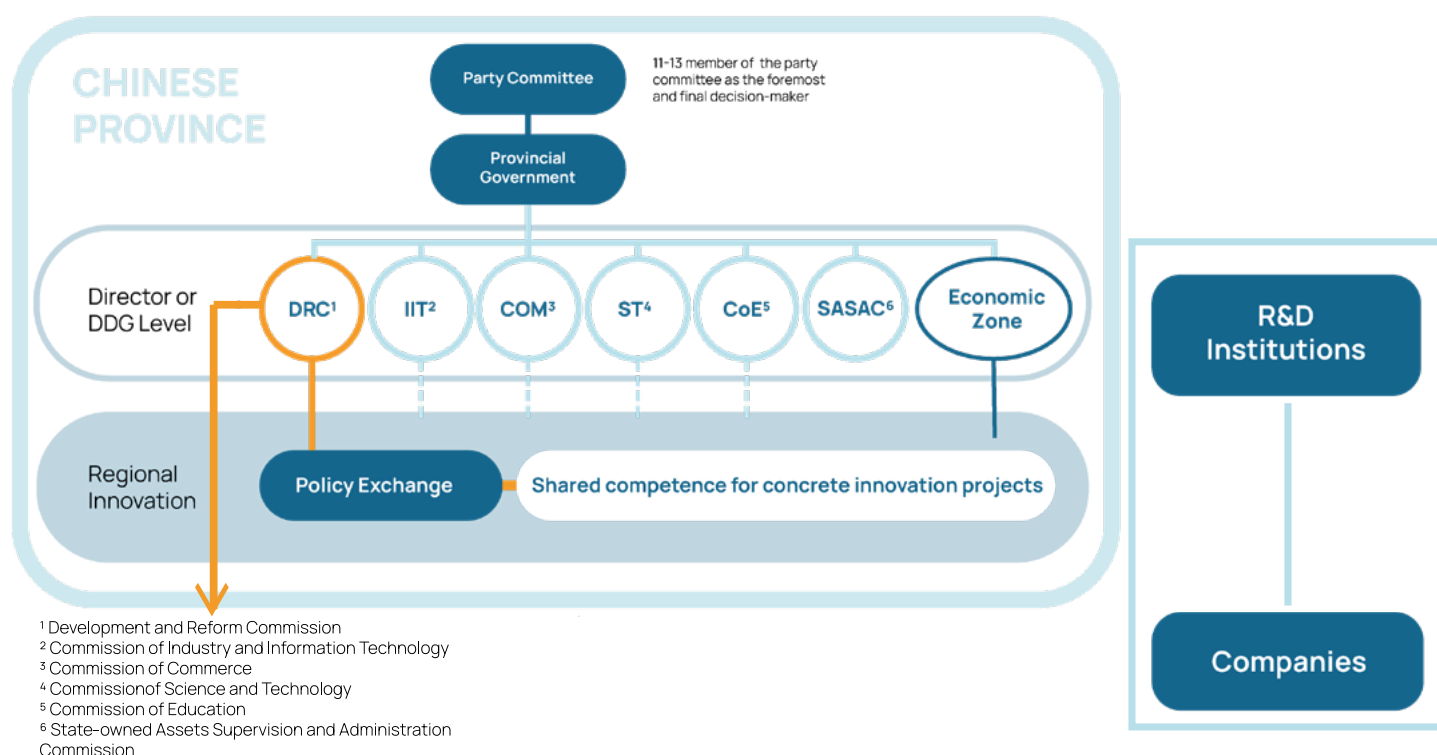 CHINESE
PROVINCE
Party Committee
11-13 member of the party
committee as the foremost
and final decision-maker
Provincial
Government
Director or
DDG Level
DRC¹
IIT²
COM³
ST⁴
CoE⁵
SASAC⁶
Economic
Zone
Regional
Innovation
Policy Exchange
Shared competence for concrete innovation projects
R&D
Institutions
Companies
¹ Development and Reform Commission
² Commission of Industry and Information Technology
³ Commission of Commerce
⁴ Commissionof Science and Technology
⁵ Commission of Education
⁶ State-owned Assets Supervision and Administration
Commission